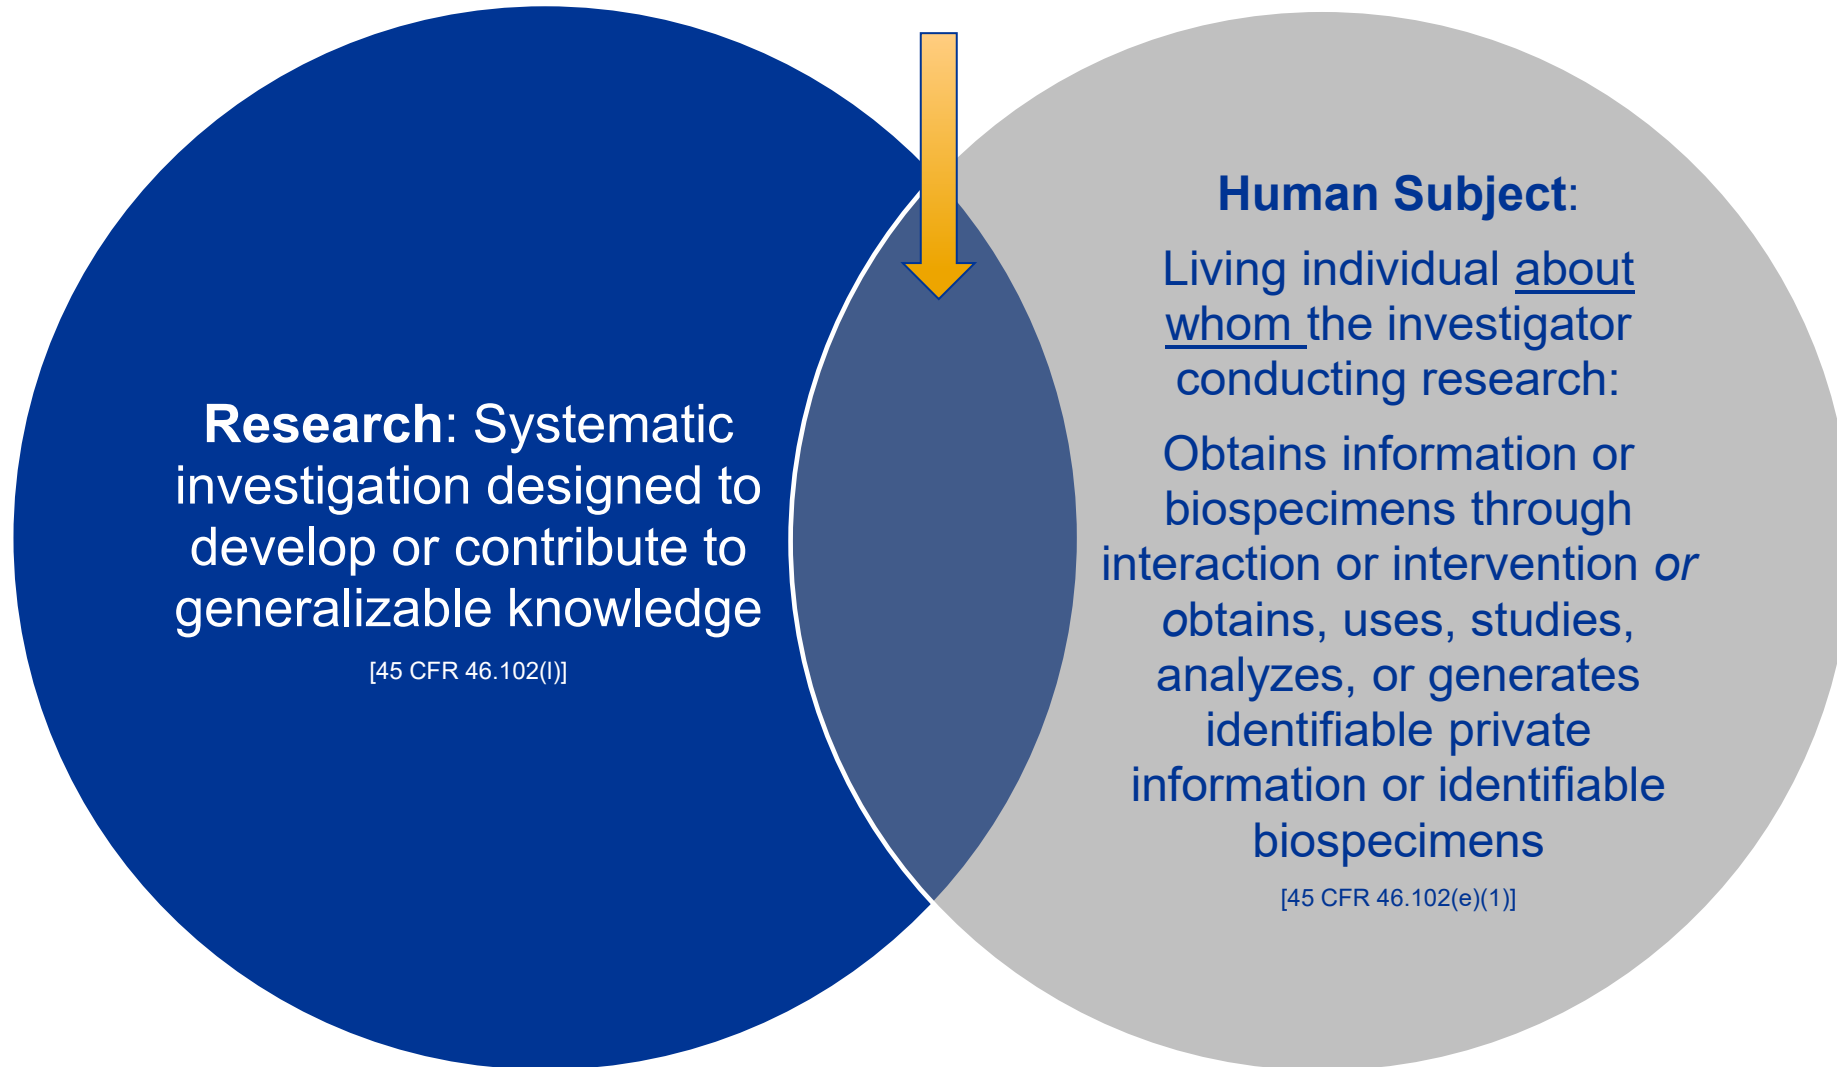 Research: Systematic
investigation designed to
develop or contribute to
generalizable knowledge
[45 CFR 46.102(l)]
Human Subject:
Living individual about
whom the investigator
conducting research:
Obtains information or
biospecimens through
interaction or intervention or
obtains, uses, studies,
analyzes, or generates
identifiable private
information or identifiable
biospecimens
[45 CFR 46.102(e)(1)]